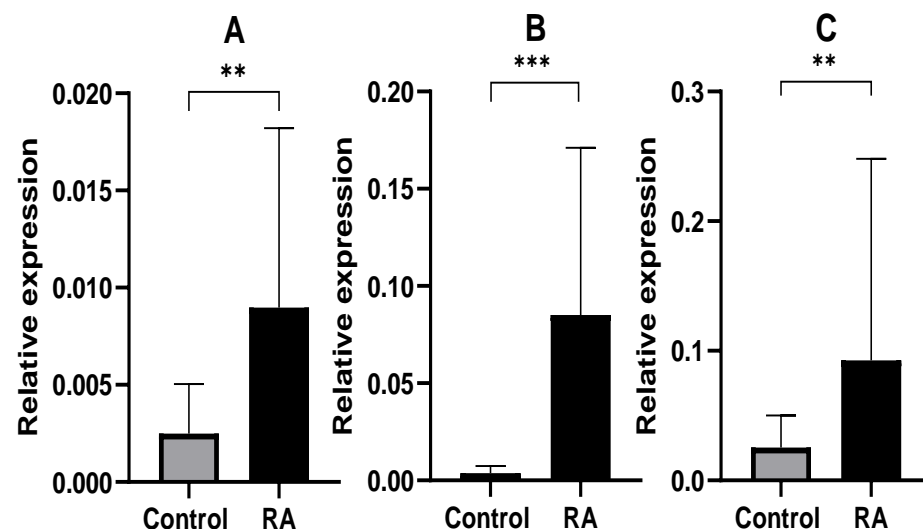 A
**
Relative expression
0.020
0.015
0.010
0.005
0.000
Control RA
B
***
Relative expression
0.20
0.15
0.10
0.05
0.00
Control RA
C
**
Relative expression
0.3
0.2
0.1
0.0
Control RA